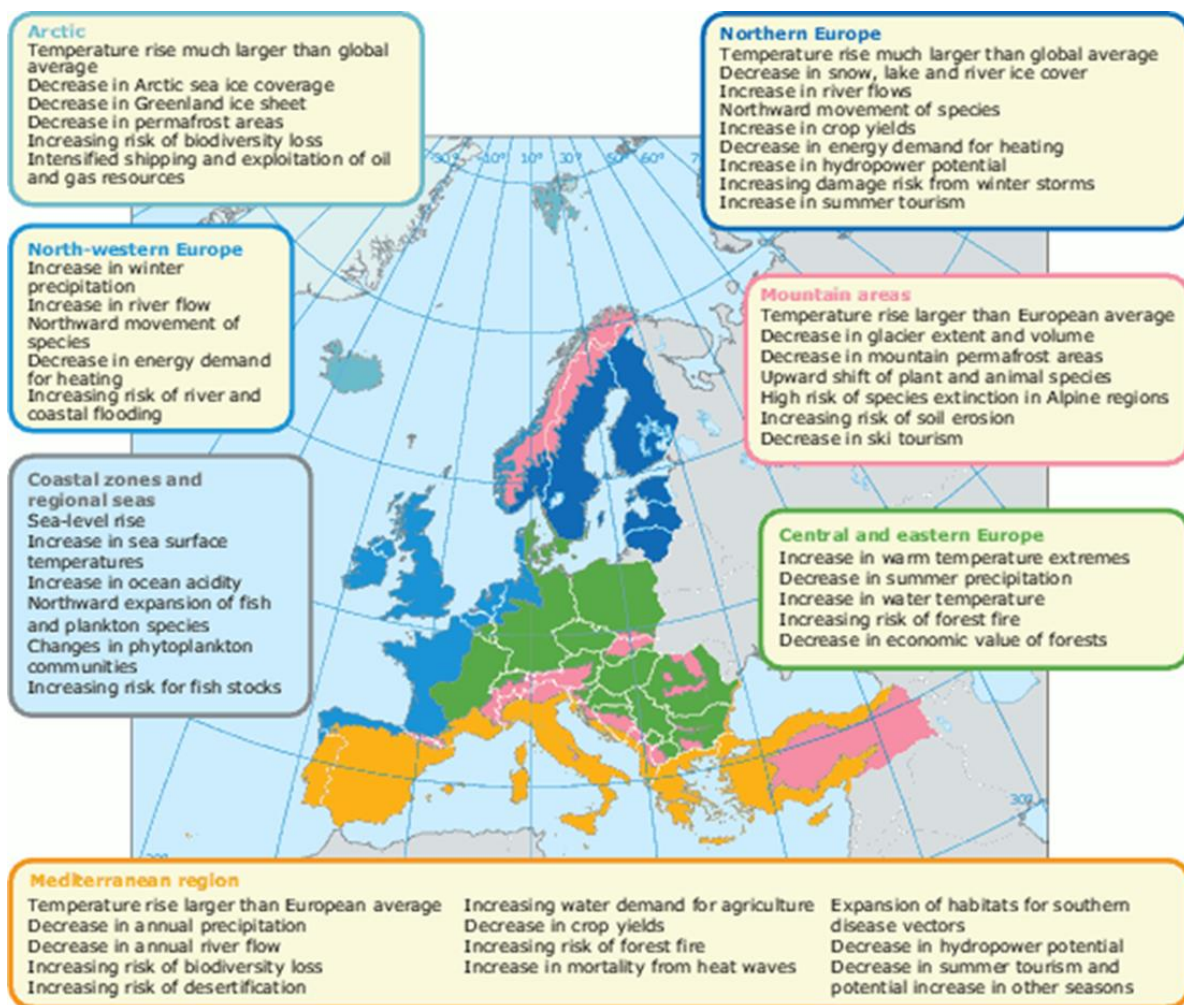 Arctic
Temperature rise much larger than global
average
Decrease in Arctic sea ice coverage
Decrease in Greenland ice sheet
Decrease in permafrost areas
Increasing risk of biodiversity loss
Intensified shipping and exploitation of oil
and gas resources
Northern Europe
Temperature rise much larger than global average
Decrease in snow, lake and river ice cover
Increase in river flows
Northward movement of species
Increase in crop yields
Decrease in energy demand for heating
Increase in hydropower potential
Increasing damage risk from winter storms
Increase in summer tourism
-10° 10° 30° 50° 60°
North-western Europe
Increase in winter
precipitation
Increase in river flow
Northward movement of
species
Decrease in energy demand
for heating
Increasing risk of river and
coastal flooding
Mountain areas
Temperature rise larger than European average
Decrease in glacier extent and volume
Decrease in mountain permafrost areas
Upward shift of plant and animal species
High risk of species extinction in Alpine regions
Increasing risk of soil erosion
Decrease in ski tourism
Coastal zones and
regional seas
Sea-level rise
Increase in sea surface
temperatures
Increase in ocean acidity
Northward expansion of fish
and plankton species
Changes in phytoplankton
communities
Increasing risk for fish stocks
Central and eastern Europe
Increase in warm temperature extremes
Decrease in summer precipitation
Increase in water temperature
Increasing risk of forest fire
Decrease in economic value of forests
30°
Mediterranean region
Temperature rise larger than European average
Decrease in annual precipitation
Decrease in annual river flow
Increasing risk of biodiversity loss
Increasing risk of desertification
Increasing water demand for agriculture
Decrease in crop yields
Increasing risk of forest fire
Increase in mortality from heat waves
Expansion of habitats for southern
disease vectors
Decrease in hydropower potential
Decrease in summer tourism and
potential increase in other seasons